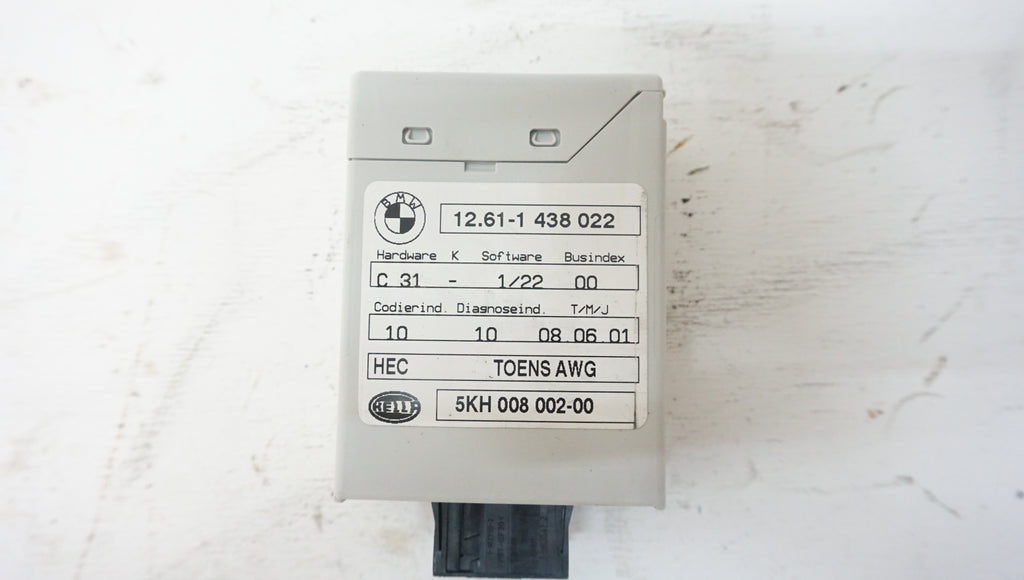 BMW
12.61-1 438 022
Hardware K Software Busindex
C 31 - 1/22 00
Codierind. Diagnoseind. T/M/J
10 10 08.06.01
HEC TOENS AWG
HELLA 5KH 008 002-00